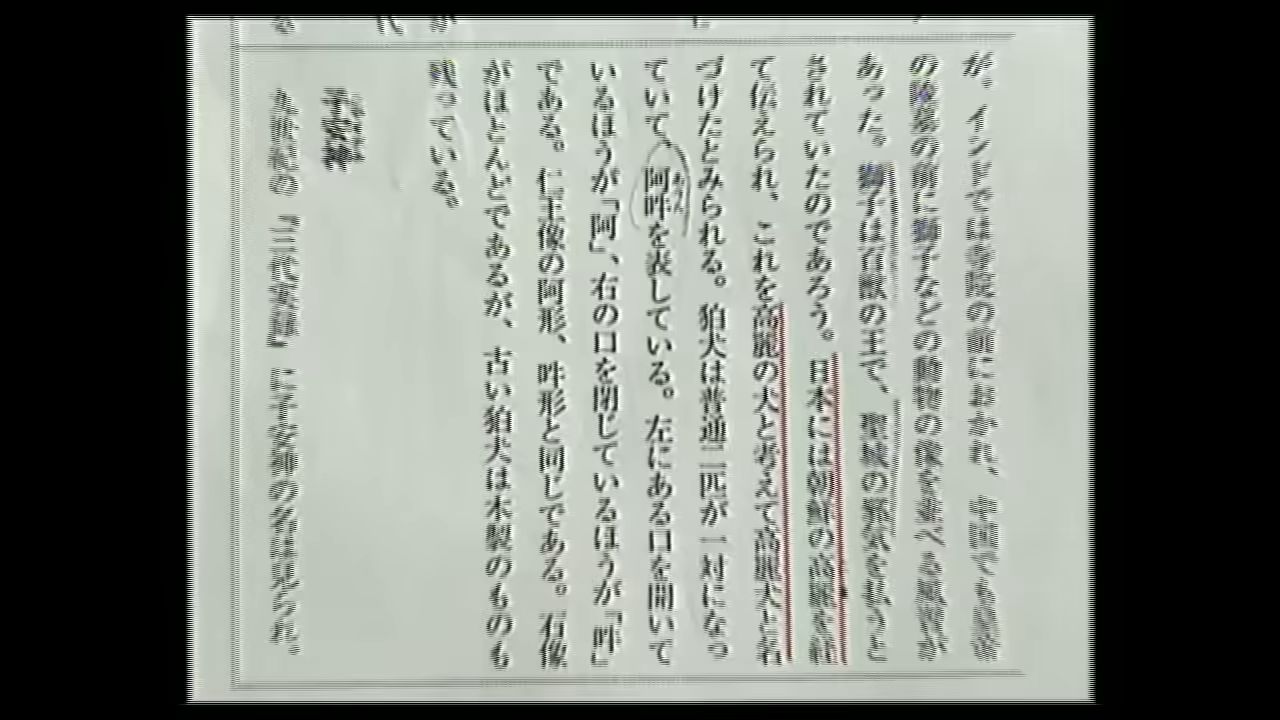 が、インドでは寺院の前におかれ、中国でも
の陵墓の前に獅子などの動物の像を並べる風習が
あった。獅子は百獣の王で、聖域の邪気を払うと
されていたのであろう。日本には朝鮮の高麗を経
て伝えられ、これを高麗の犬と考えて高麗犬と名
づけたとみられる。狛犬は普通二匹が一対になっ
ていて、阿吽を表している。左にある口を開いて
あうん
いるほうが「阿」、右の口を閉じているほうが「吽」
である。仁王像の阿形、吽形と同じである。石像
がほとんどであるが、古い狛犬は木製のものも
残っている。
子安神
九世紀の『三代実録』に子安神の名は見られ。